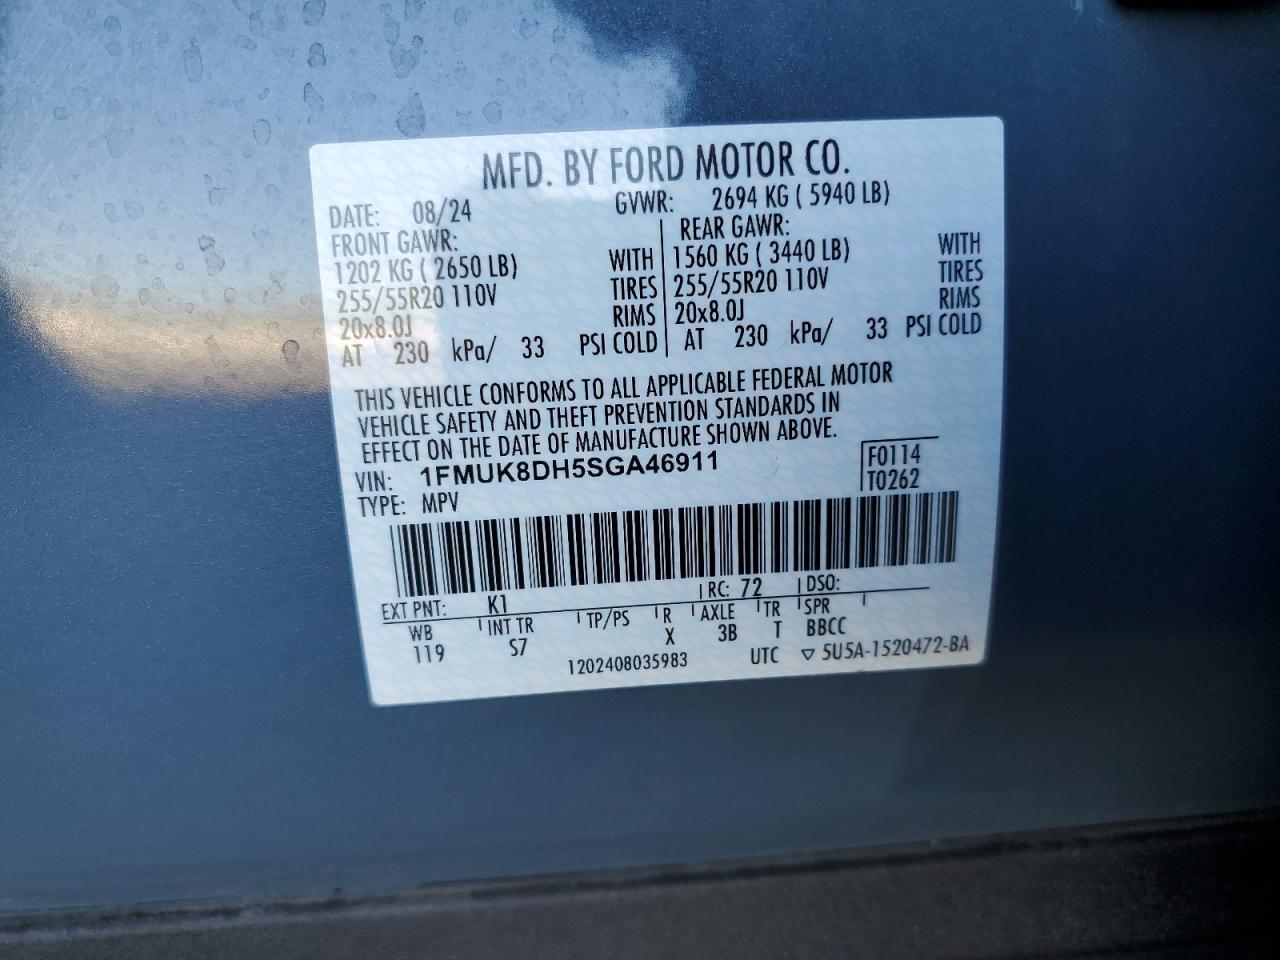 MFD. BY FORD MOTOR CO.
DATE: 08/24 GVWR: 2694 KG ( 5940 LB)
FRONT GAWR: REAR GAWR:
1202 KG ( 2650 LB) WITH 1560 KG ( 3440 LB) WITH
255/55R20 110V TIRES 255/55R20 110V TIRES
20x8.0J RIMS 20x8.0J RIMS
AT 230 kPa/ 33 PSI COLD AT 230 kPa/ 33 PSI COLD
THIS VEHICLE CONFORMS TO ALL APPLICABLE FEDERAL MOTOR
VEHICLE SAFETY AND THEFT PREVENTION STANDARDS IN
EFFECT ON THE DATE OF MANUFACTURE SHOWN ABOVE.
VIN: 1FMUK8DH5SGA46911 F0114
TYPE: MPV T0262
EXT PNT: K1 RC: 72 DSO:
WB INT TR TP/PS R AXLE TR SPR
119 S7 X 3B T BBCC
1202408035983 UTC ▽ 5U5A-1520472-BA